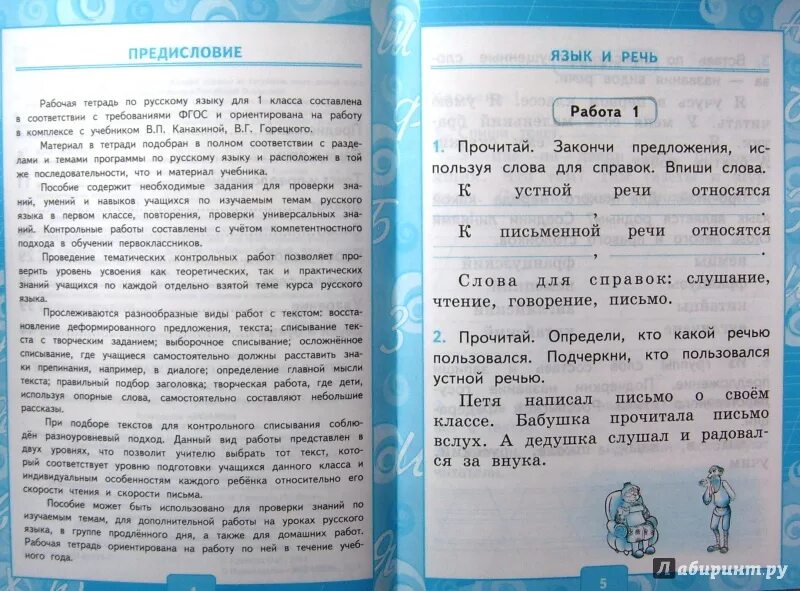 ПРЕДИСЛОВИЕ
Рабочая тетрадь по русскому языку для 1 класса составлена
в соответствии с требованиями ФГОС и ориентирована на работу
в комплексе с учебником В.П. Канакиной, В.Г. Горецкого.
Материал в тетради подобран в полном соответствии с разде-
лами и темами программы по русскому языку и расположен в той
же последовательности, что и материал учебника.
Пособие содержит необходимые задания для проверки зна-
ний, умений и навыков учащихся по изучаемым темам русского
языка в первом классе, повторения, проверки универсальных зна-
ний. Контрольные работы составлены с учётом компетентностного
подхода в обучении первоклассников.
Проведение тематических контрольных работ позволяет про-
верить уровень усвоения как теоретических, так и практических
знаний учащихся по каждой отдельно взятой теме курса русского
языка.
Прослеживаются разнообразные виды работ с текстом: восста-
новление деформированного предложения, текста; списывание текс-
та с творческим заданием; выборочное списывание; осложнённое
списывание, где учащиеся самостоятельно должны расставить зна-
ки препинания, например, в диалоге; определение главной мысли
текста; правильный подбор заголовка; творческая работа, где дети,
используя опорные слова, самостоятельно составляют небольшие
рассказы.
При подборе текстов для контрольного списывания соблю-
дён разноуровневый подход. Данный вид работы представлен в
двух уровнях, что позволит учителю выбрать тот текст, кото-
рый соответствует уровню подготовки учащихся данного класса и
индивидуальным особенностям каждого ребёнка относительно его
скорости чтения и скорости письма.
Пособие может быть использовано для проверки знаний по
изучаемым темам, для дополнительной работы на уроках русского
языка, в группе продлённого дня, а также для домашних работ.
Рабочая тетрадь ориентирована на работу по ней в течение учеб-
ного года.
ЯЗЫК И РЕЧЬ
Работа 1
1. Прочитай. Закончи предложения, ис-
пользуя слова для справок. Впиши слова.
К устной речи относятся
, .
К письменной речи относятся
, .
Слова для справок: слушание,
чтение, говорение, письмо.
2. Прочитай. Определи, кто какой речью
пользовался. Подчеркни, кто пользовался
устной речью.
Петя написал письмо о своём
классе. Бабушка прочитала письмо
вслух. А дедушка слушал и радовал-
ся за внука.
5
Лабиринт.ру